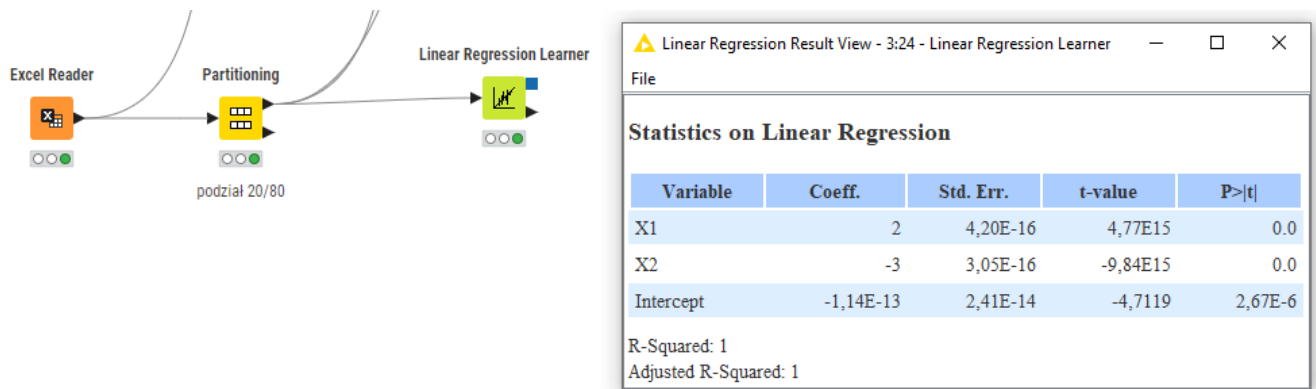 Excel Reader
Partitioning
podział 20/80
Linear Regression Learner
Linear Regression Result View - 3:24 - Linear Regression Learner
File
Statistics on Linear Regression
Variable Coeff. Std. Err. t-value P>|t|
X1 2 4,20E-16 4,77E15 0.0
X2 -3 3,05E-16 -9,84E15 0.0
Intercept -1,14E-13 2,41E-14 -4,7119 2,67E-6
R-Squared: 1
Adjusted R-Squared: 1